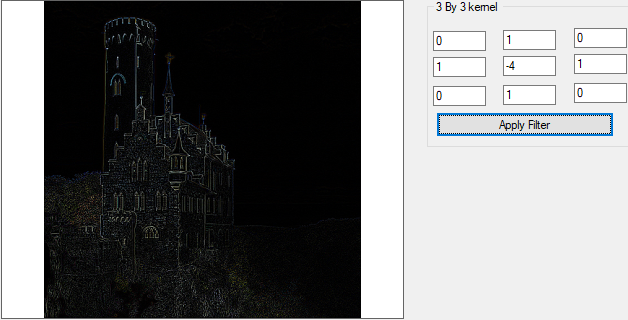 3 By 3 kernel
0 1 0
1 -4 1
0 1 0
Apply Filter